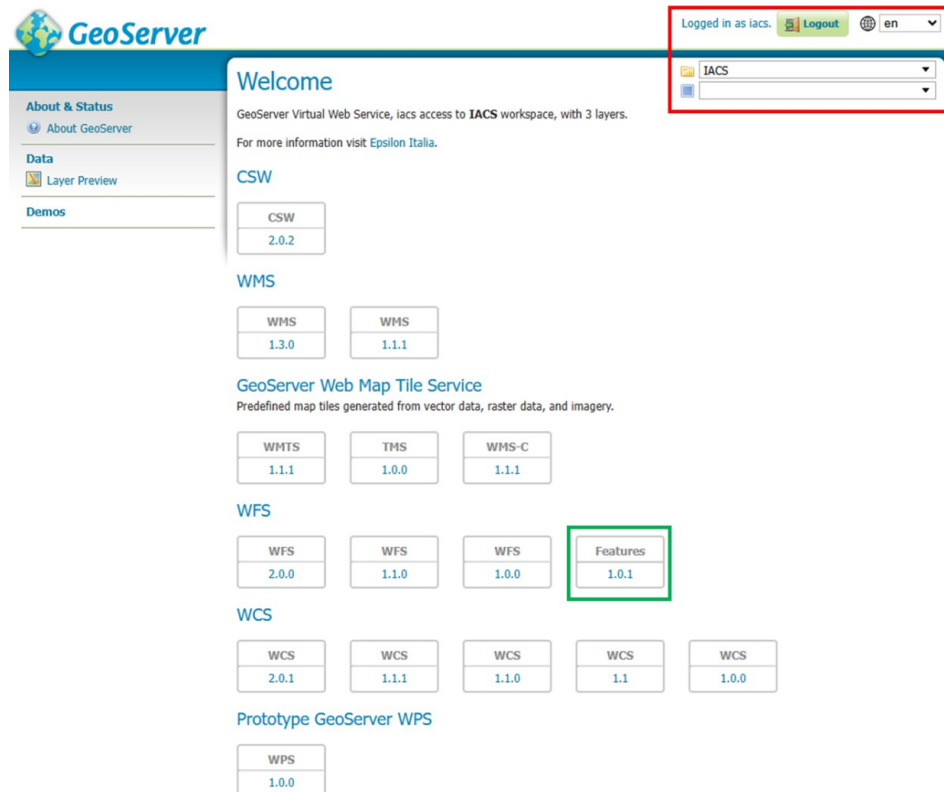 GeoServer
Logged in as iacs. Logout en
IACS
About & Status
About GeoServer
Data
Layer Preview
Demos
Welcome
GeoServer Virtual Web Service, iacs access to IACS workspace, with 3 layers.
For more information visit Epsilon Italia.
CSW
CSW
2.0.2
WMS
WMS WMS
1.3.0 1.1.1
GeoServer Web Map Tile Service
Predefined map tiles generated from vector data, raster data, and imagery.
WMTS TMS WMS-C
1.1.1 1.0.0 1.1.1
WFS
WFS WFS WFS Features
2.0.0 1.1.0 1.0.0 1.0.1
WCS
WCS WCS WCS WCS WCS
2.0.1 1.1.1 1.1.0 1.1 1.0.0
Prototype GeoServer WPS
WPS
1.0.0